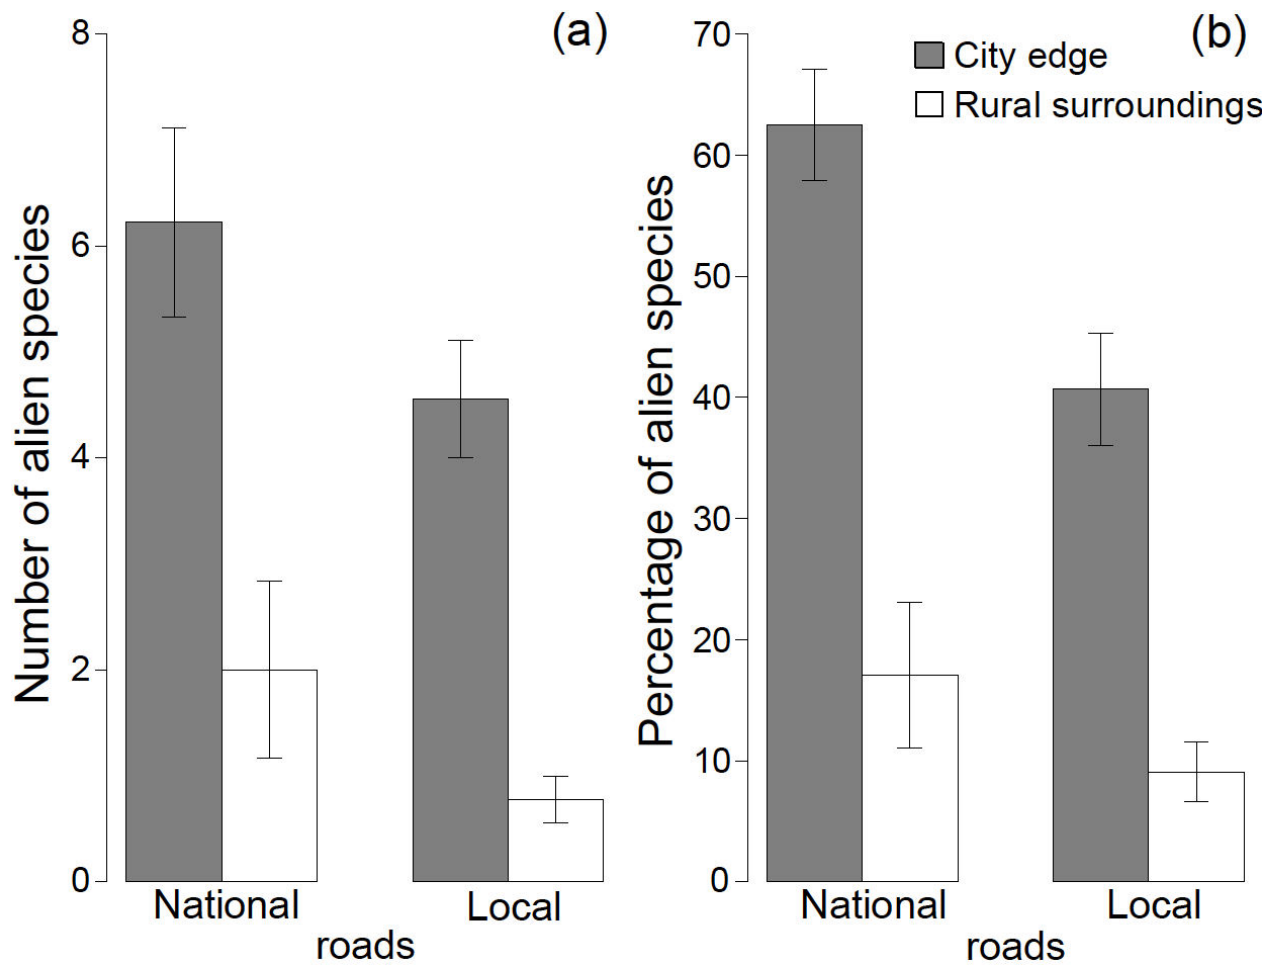 (a)
Number of alien species
8
6
4
2
0
National
Local
roads
(b)
City edge
Rural surroundings
Percentage of alien species
70
60
50
40
30
20
10
0
National
Local
roads